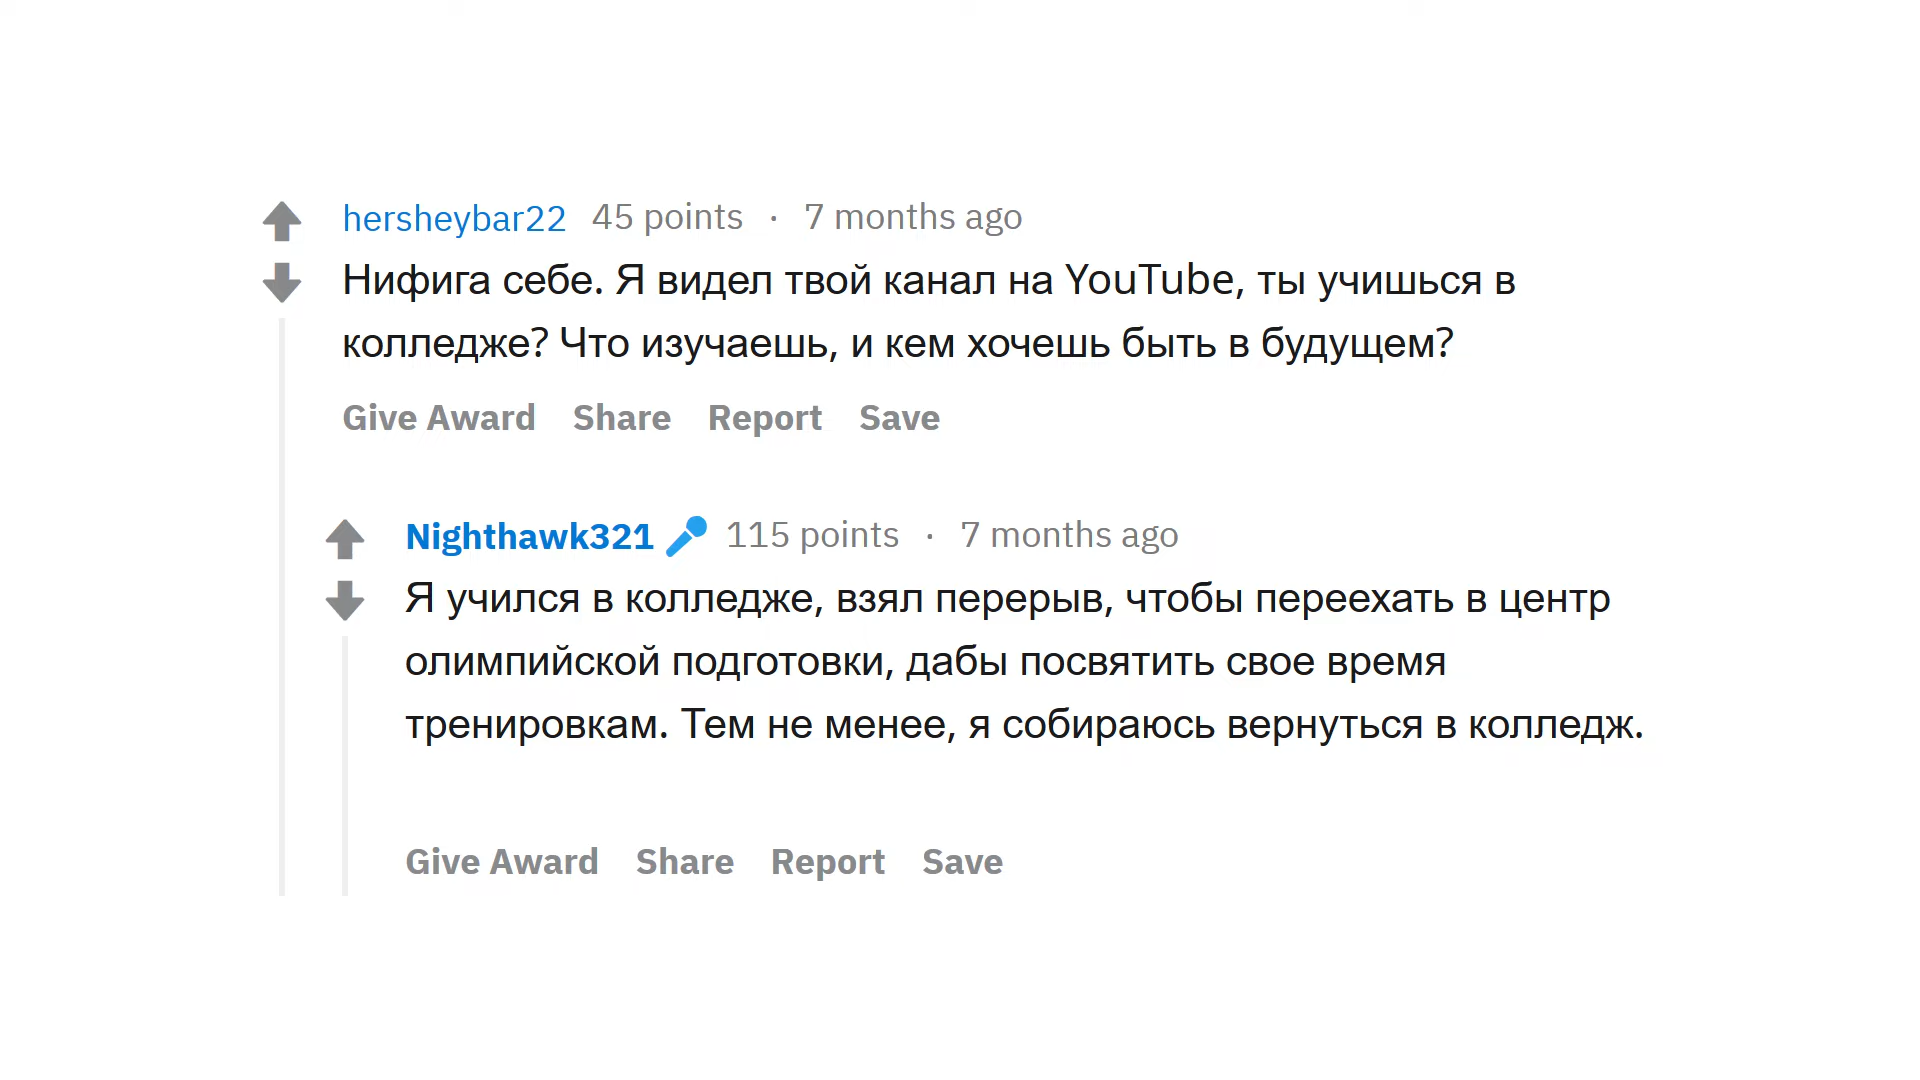 hersheybar22 45 points · 7 months ago
Нифига себе. Я видел твой канал на YouTube, ты учишься в
колледже? Что изучаешь, и кем хочешь быть в будущем?
Give Award Share Report Save
Nighthawk321 115 points · 7 months ago
Я учился в колледже, взял перерыв, чтобы переехать в центр
олимпийской подготовки, дабы посвятить свое время
тренировкам. Тем не менее, я собираюсь вернуться в колледж.
Give Award Share Report Save